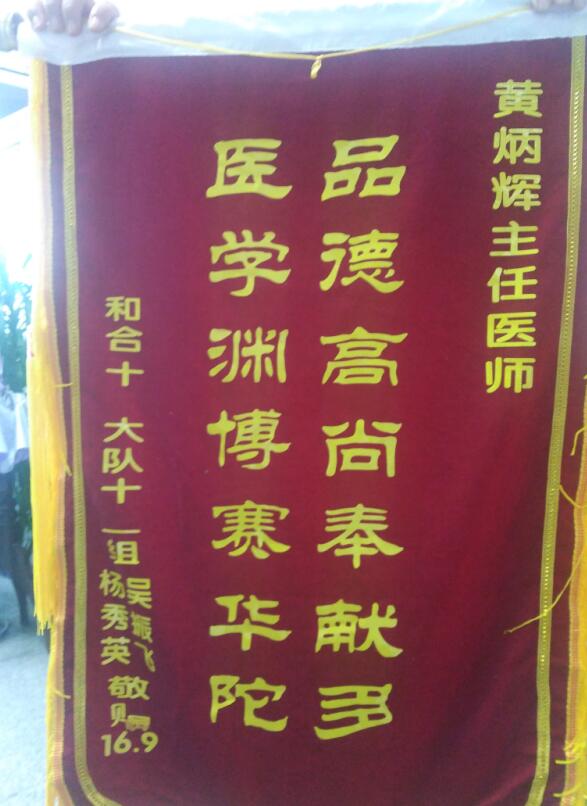 黄炳辉主任医师
品德高尚奉献多
医学渊博赛华陀
和合十 大队十一组
吴振飞
杨秀英 敬赐
16.9